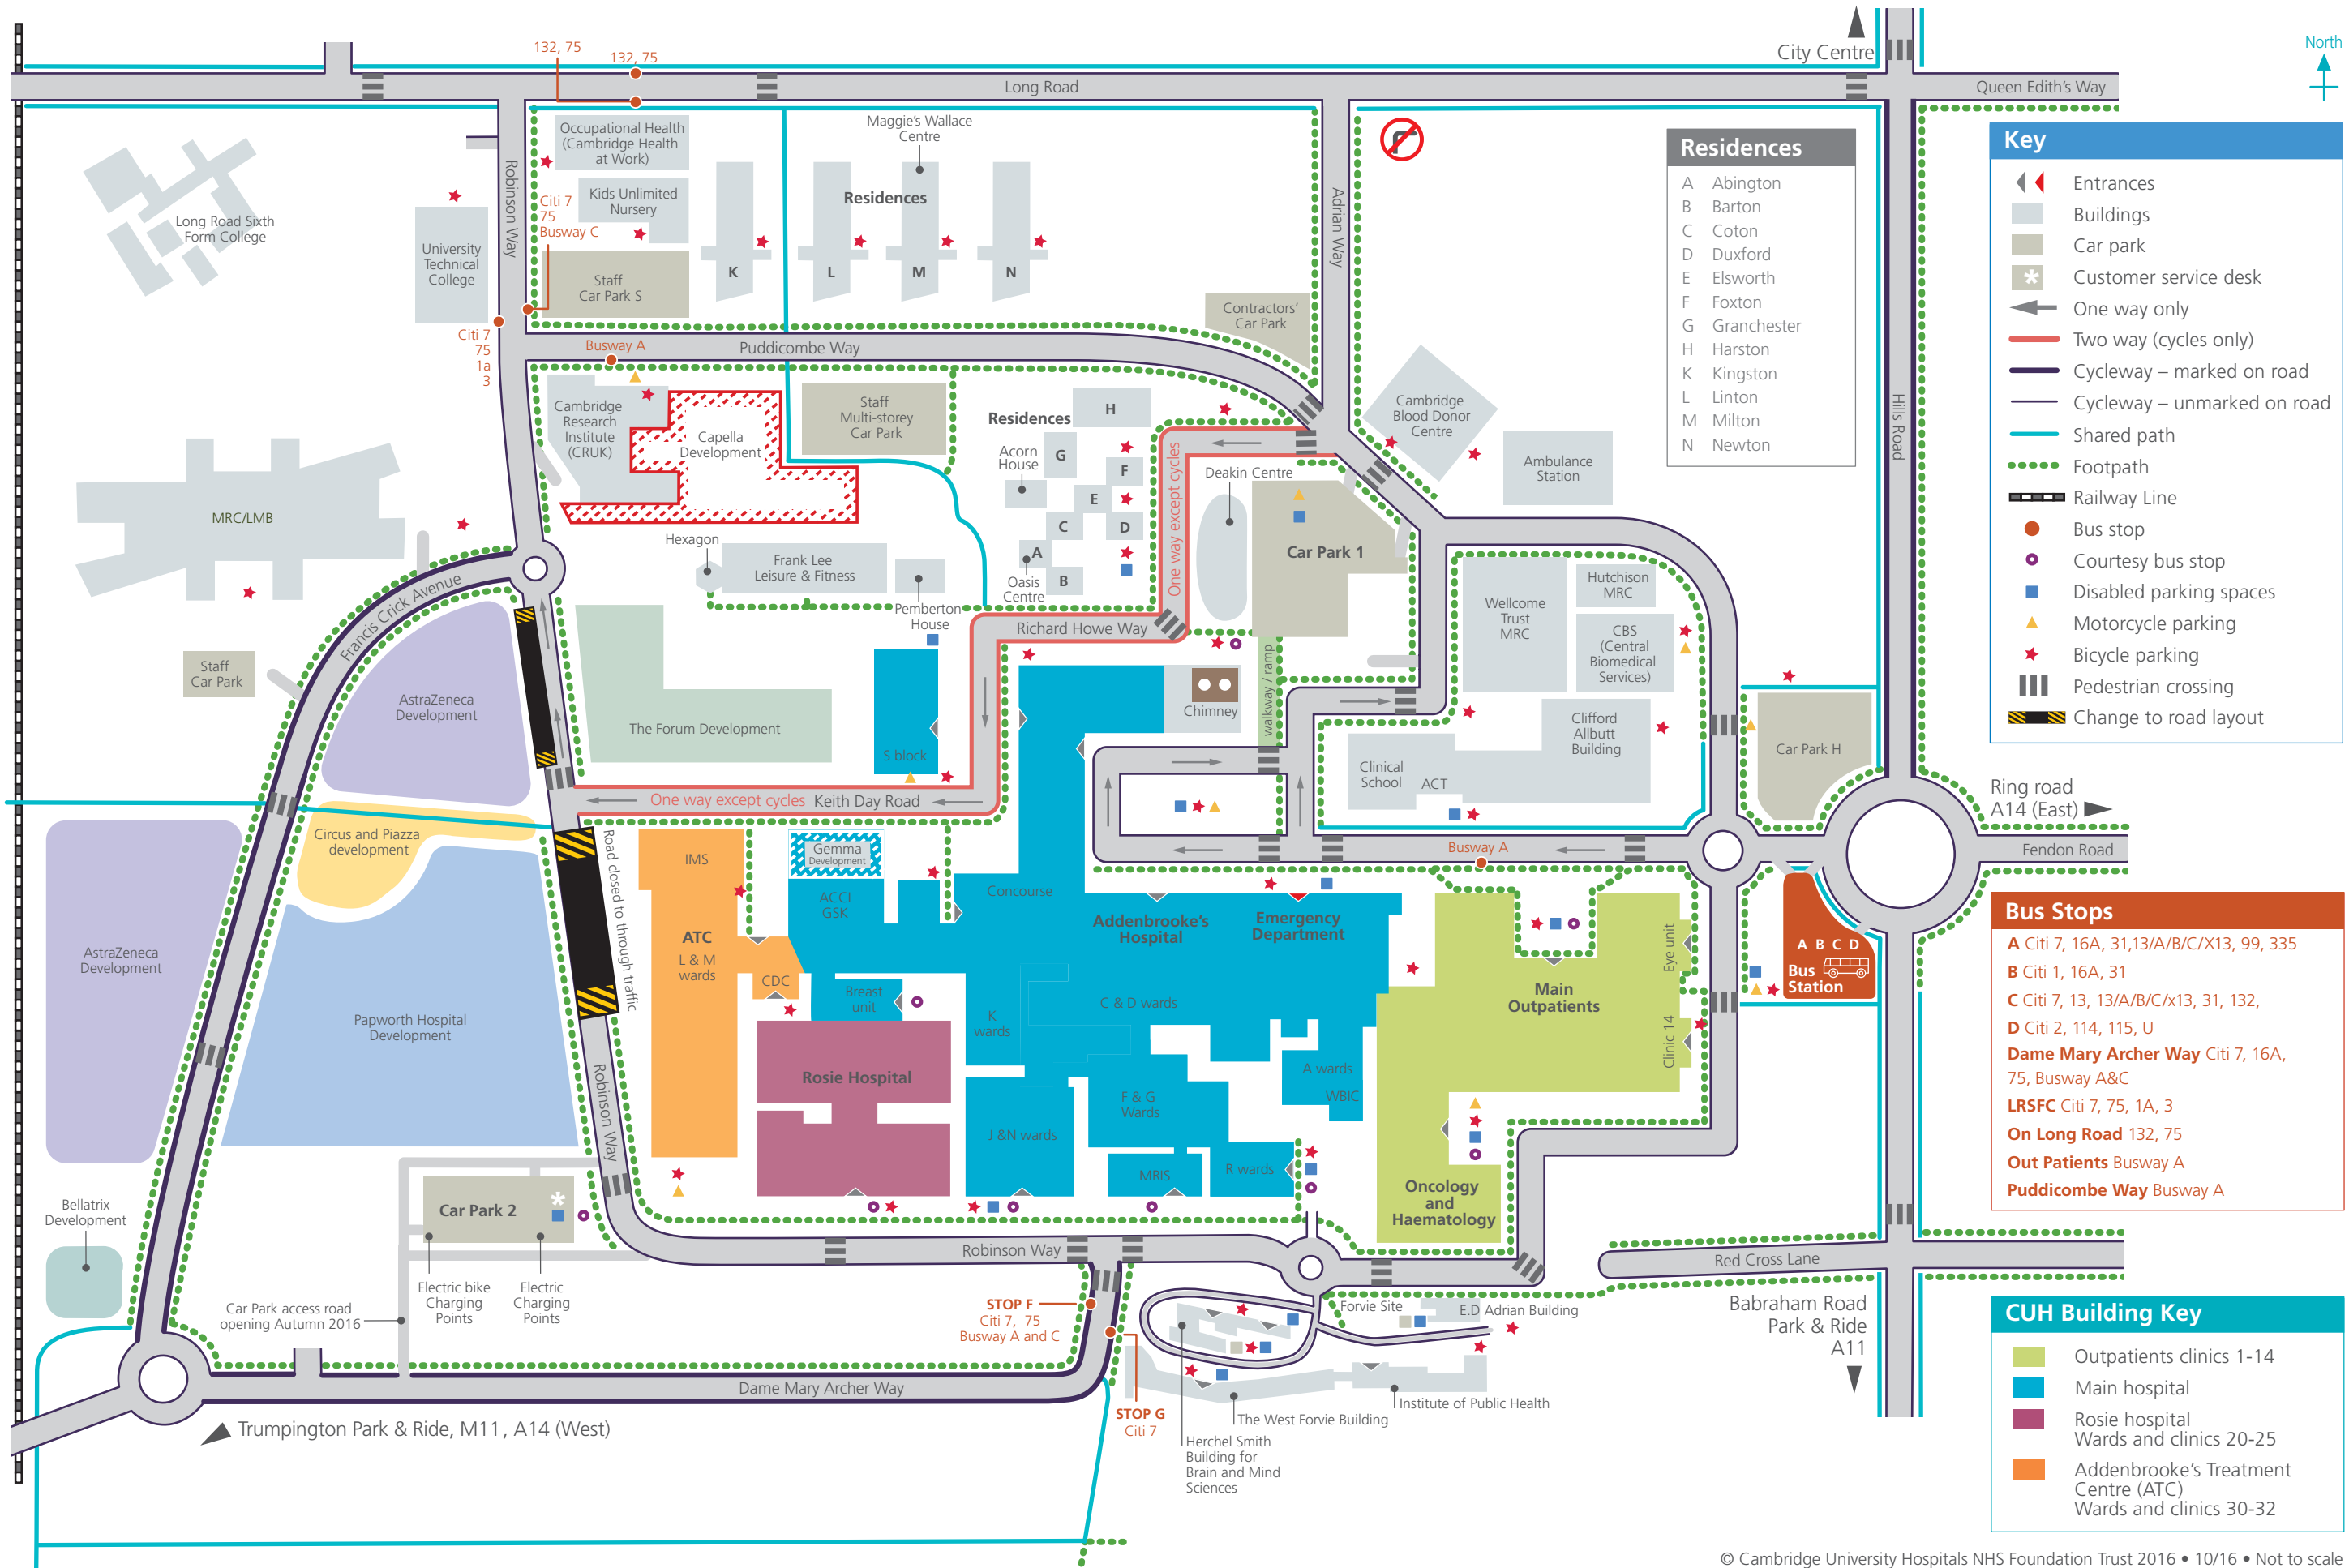 132, 75
132, 75
City Centre
North
Long Road
Queen Edith's Way
Occupational Health
(Cambridge Health
at Work)
Maggie's Wallace
Centre
Kids Unlimited
Nursery
Residences
Robinson Way
Citi 7
75
Busway C
Long Road Sixth
Form College
University
Technical
College
Staff
Car Park S
K
L
M
N
Adrian Way
Contractors'
Car Park
Citi 7
75
1a
3
Busway A
Puddicombe Way
Residences
A Abington
B Barton
C Coton
D Duxford
E Elsworth
F Foxton
G Granchester
H Harston
K Kingston
L Linton
M Milton
N Newton
Key
Entrances
Buildings
Car park
Customer service desk
One way only
Two way (cycles only)
Cycleway – marked on road
Cycleway – unmarked on road
Shared path
Footpath
Railway Line
Bus stop
Courtesy bus stop
Disabled parking spaces
Motorcycle parking
Bicycle parking
Pedestrian crossing
Change to road layout
Hills Road
Cambridge
Research
Institute
(CRUK)
Capella
Development
Staff
Multi-storey
Car Park
Residences
H
Acorn
House
G
F
E
C
D
A
B
Oasis
Centre
One way except cycles
Deakin Centre
Car Park 1
Cambridge
Blood Donor
Centre
Ambulance
Station
MRC/LMB
Hexagon
Frank Lee
Leisure & Fitness
Pemberton
House
Richard Howe Way
Wellcome
Trust
MRC
Hutchison
MRC
CBS
(Central
Biomedical
Services)
Francis Crick Avenue
Staff
Car Park
AstraZeneca
Development
The Forum Development
S block
Chimney
walkway / ramp
Clinical
School
ACT
Clifford
Allbutt
Building
Car Park H
Ring road
A14 (East)
One way except cycles
Keith Day Road
Circus and Piazza
development
Road closed to through traffic
IMS
Gemma
Development
ACCI
GSK
Concourse
Busway A
Fendon Road
AstraZeneca
Development
ATC
L & M
wards
CDC
Breast
unit
Addenbrooke's
Hospital
Emergency
Department
Eye unit
A B C D
Bus
Station
Bus Stops
A Citi 7, 16A, 31,13/A/B/C/X13, 99, 335
B Citi 1, 16A, 31
C Citi 7, 13, 13/A/B/C/x13, 31, 132,
D Citi 2, 114, 115, U
Dame Mary Archer Way Citi 7, 16A,
75, Busway A&C
LRSFC Citi 7, 75, 1A, 3
On Long Road 132, 75
Out Patients Busway A
Puddicombe Way Busway A
Papworth Hospital
Development
K
wards
C & D wards
Main
Outpatients
Clinic 14
Robinson Way
Rosie Hospital
A wards
WBIC
F & G
Wards
J &N wards
MRIS
R wards
Oncology
and
Haematology
Bellatrix
Development
Car Park 2
Robinson Way
Red Cross Lane
Electric bike
Charging
Points
Electric
Charging
Points
Car Park access road
opening Autumn 2016
STOP F
Citi 7, 75
Busway A and C
Forvie Site
E.D Adrian Building
Babraham Road
Park & Ride
A11
Dame Mary Archer Way
Trumpington Park & Ride, M11, A14 (West)
STOP G
Citi 7
The West Forvie Building
Institute of Public Health
Herchel Smith
Building for
Brain and Mind
Sciences
CUH Building Key
Outpatients clinics 1-14
Main hospital
Rosie hospital
Wards and clinics 20-25
Addenbrooke's Treatment
Centre (ATC)
Wards and clinics 30-32
© Cambridge University Hospitals NHS Foundation Trust 2016 • 10/16 • Not to scale